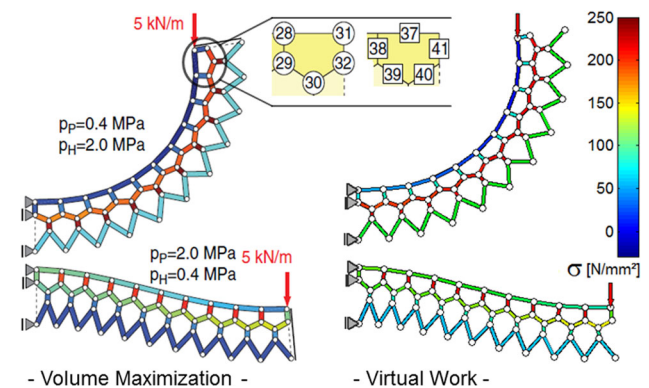 5 kN/m
28 31
29 32
30
37
38 41
39 40
pP=0.4 MPa
pH=2.0 MPa
pP=2.0 MPa
pH=0.4 MPa
5 kN/m
250
200
150
100
50
0
σ [N/mm²]
- Volume Maximization -
- Virtual Work -